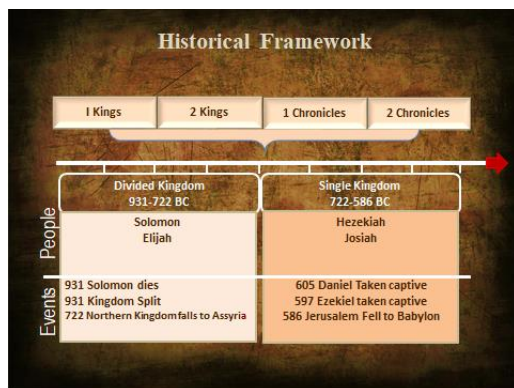 Historical Framework
I Kings
2 Kings
1 Chronicles
2 Chronicles
Divided Kingdom
931-722 BC
Single Kingdom
722-586 BC
People
Solomon
Elijah
Hezekiah
Josiah
Events
931 Solomon dies
931 Kingdom Split
722 Northern Kingdom falls to Assyria
605 Daniel Taken captive
597 Ezekiel taken captive
586 Jerusalem Fell to Babylon